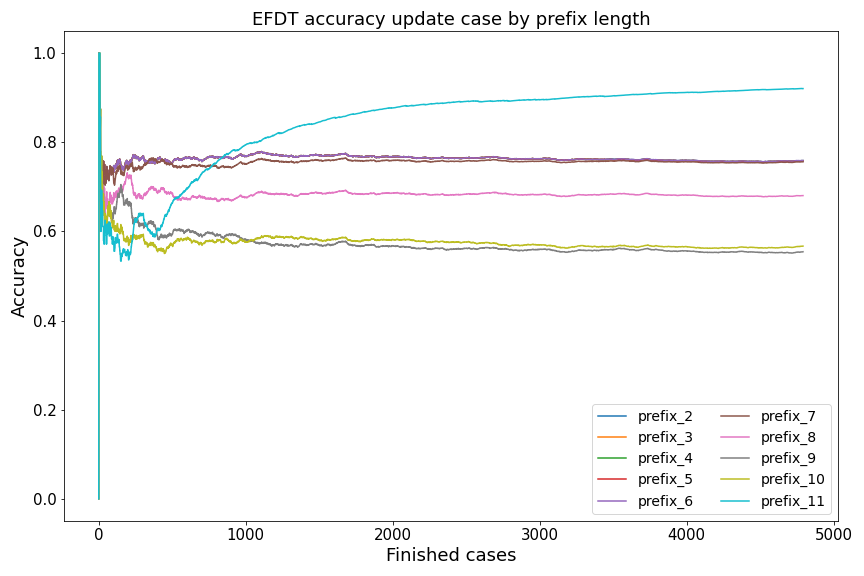 EFDT accuracy update case by prefix length
Accuracy
1.0
0.8
0.6
0.4
0.2
0.0
0
1000
2000
3000
4000
5000
Finished cases
prefix_2
prefix_3
prefix_4
prefix_5
prefix_6
prefix_7
prefix_8
prefix_9
prefix_10
prefix_11